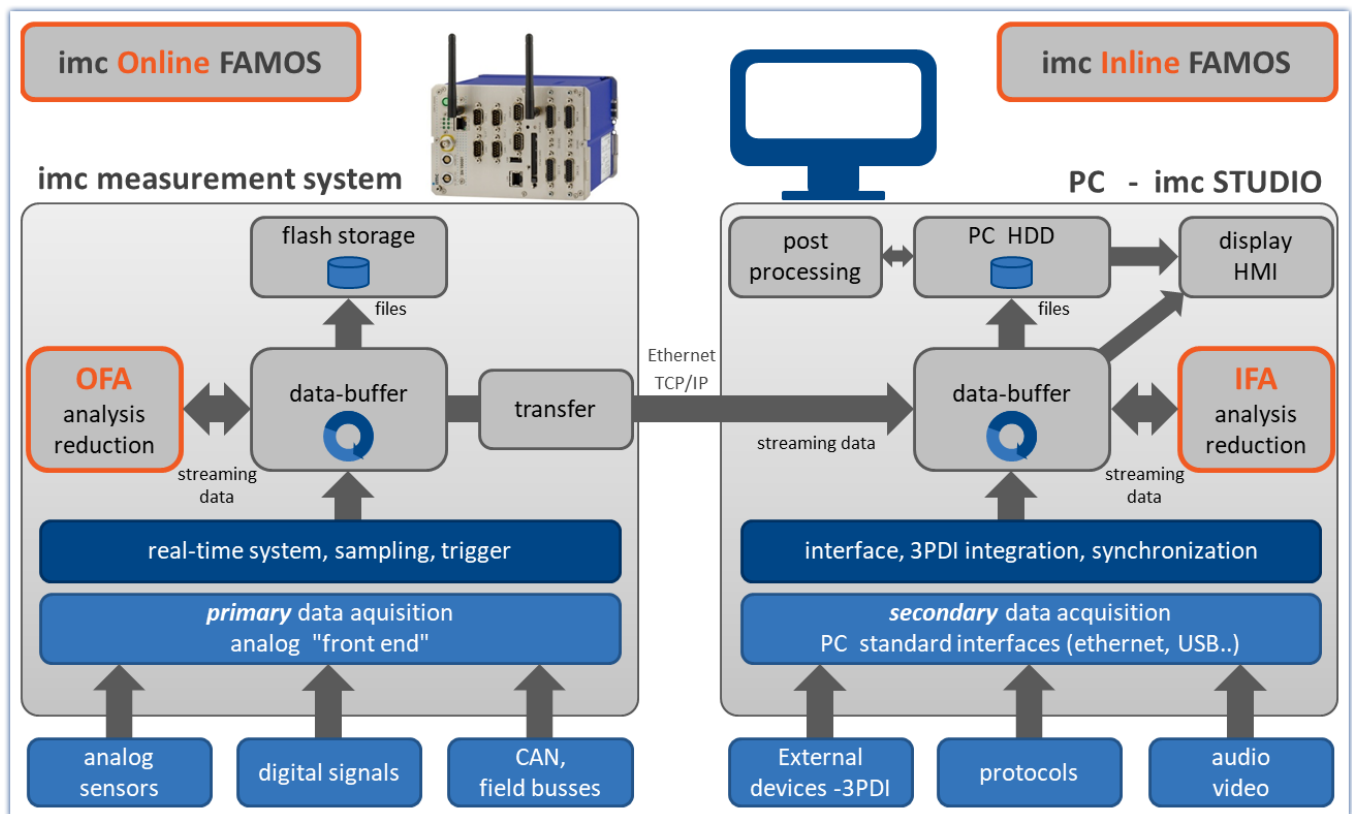 imc Online FAMOS
imc Inline FAMOS
imc measurement system
PC - imc STUDIO
flash storage
files
OFA
analysis
reduction
data-buffer
transfer
streaming
data
Ethernet
TCP/IP
streaming data
post
processing
PC HDD
display
HMI
files
data-buffer
IFA
analysis
reduction
streaming
data
real-time system, sampling, trigger
primary data aquisition
analog "front end"
analog
sensors
digital signals
CAN,
field busses
interface, 3PDI integration, synchronization
secondary data acquisition
PC standard interfaces (ethernet, USB..)
External
devices -3PDI
protocols
audio
video